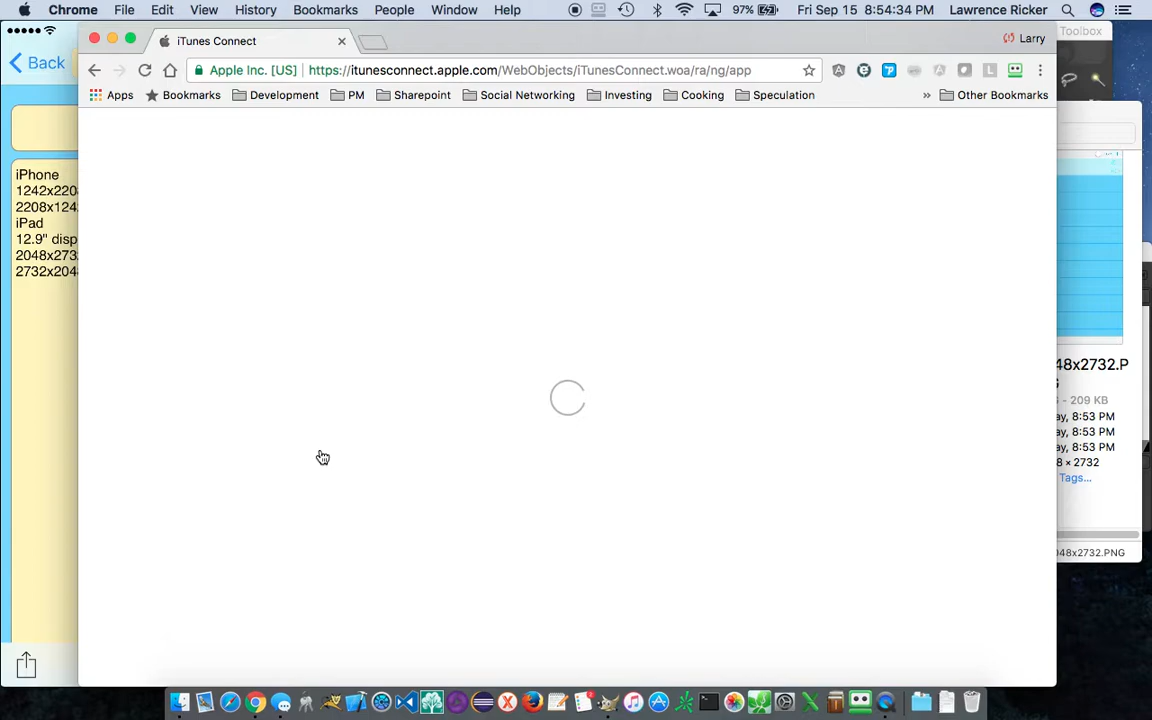 Chrome File Edit View History Bookmarks People Window Help 97% Fri Sep 15 8:54:34 PM Lawrence Ricker
Toolbox
iTunes Connect
Larry
Back
Apple Inc. [US] https://itunesconnect.apple.com/WebObjects/iTunesConnect.woa/ra/ng/app
Apps Bookmarks Development PM Sharepoint Social Networking Investing Cooking Speculation » Other Bookmarks
iPhone
1242x2208
2208x124
iPad
12.9" disp
2048x273
2732x204
48x2732.P
G
- 209 KB
ay, 8:53 PM
ay, 8:53 PM
ay, 8:53 PM
8 × 2732
Tags...
048x2732.PNG